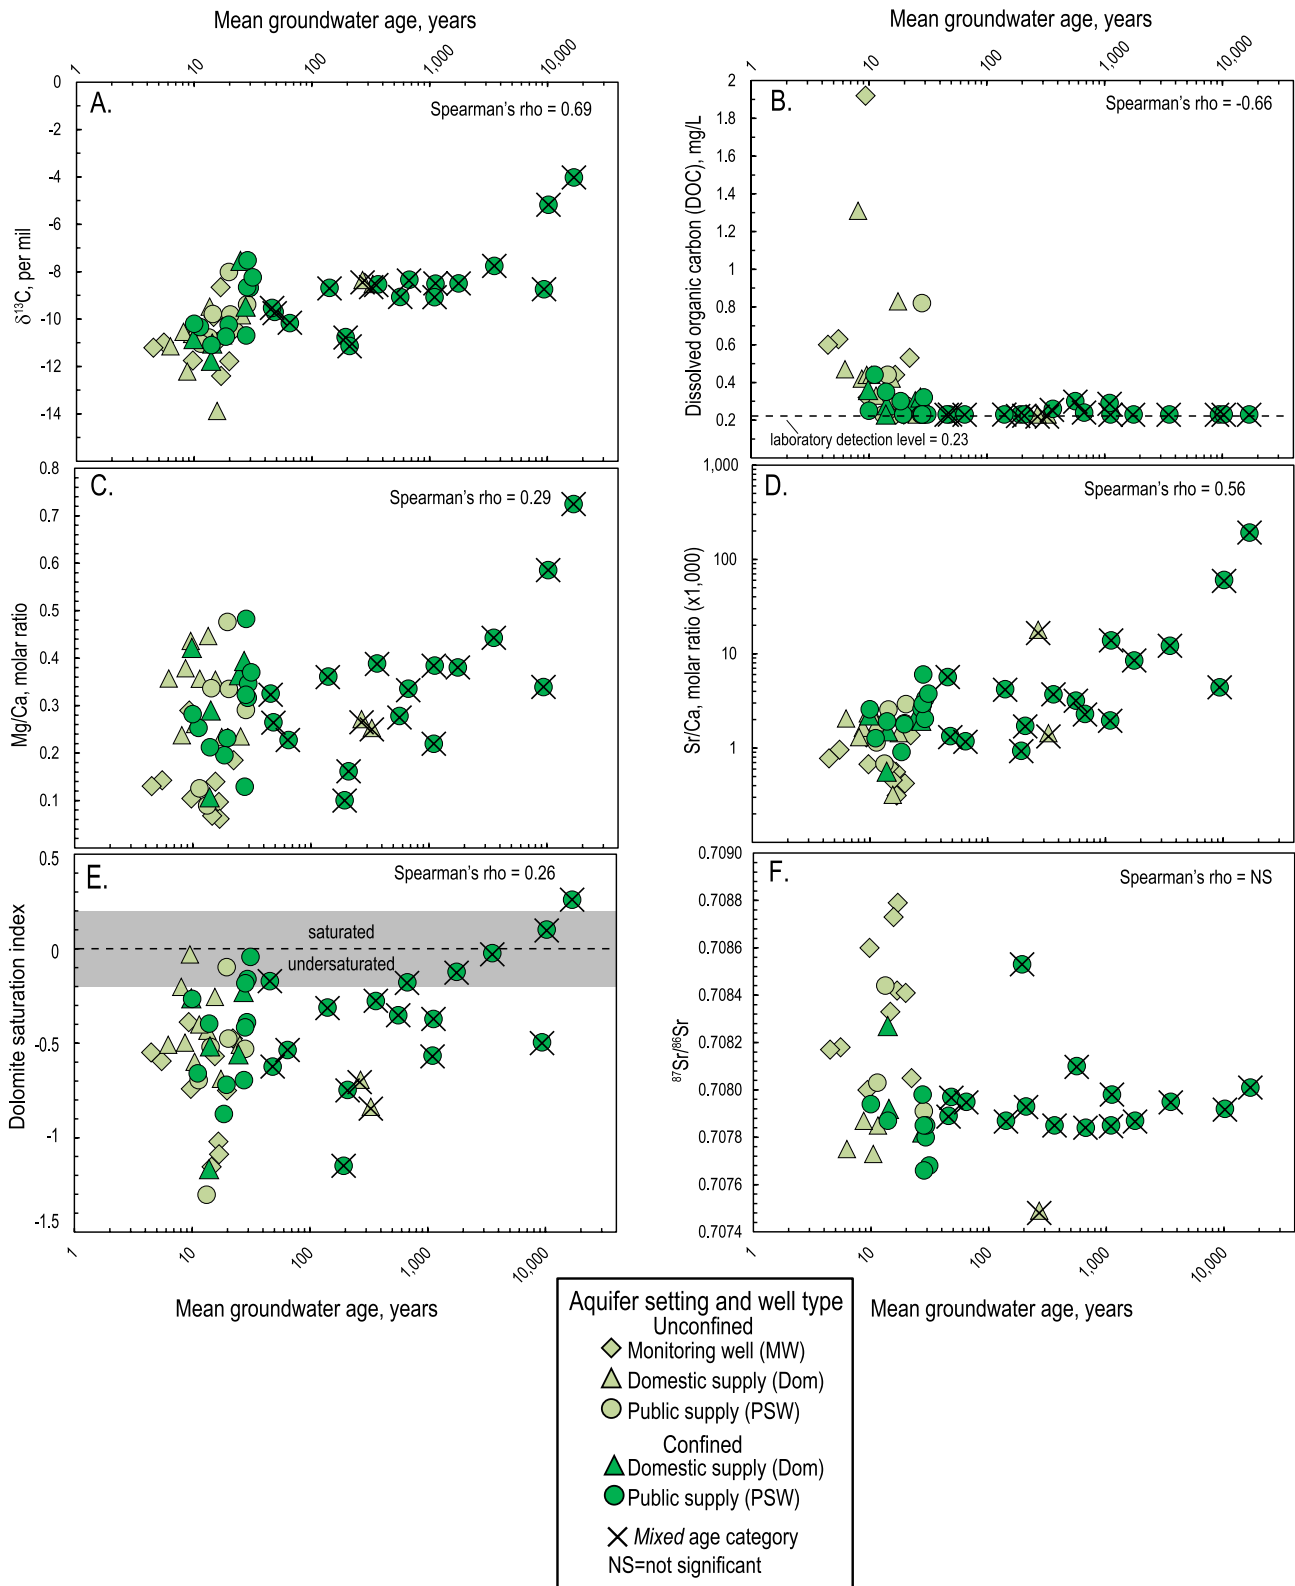 Mean groundwater age, years
Mean groundwater age, years
10
100
1,000
10,000
10
100
1,000
10,000
A.
Spearman's rho = 0.69
δ13C, per mil
0
-2
-4
-6
-8
-10
-12
-14
B.
Spearman's rho = -0.66
Dissolved organic carbon (DOC), mg/L
2
1.8
1.6
1.4
1.2
1
0.8
0.6
0.4
0.2
laboratory detection level = 0.23
C.
Spearman's rho = 0.29
Mg/Ca, molar ratio
0.8
0.7
0.6
0.5
0.4
0.3
0.2
0.1
D.
Spearman's rho = 0.56
Sr/Ca, molar ratio (x1,000)
1,000
100
10
1
E.
Spearman's rho = 0.26
Dolomite saturation index
0.5
0
-0.5
-1
-1.5
saturated
undersaturated
1
10
100
1,000
10,000
Mean groundwater age, years
F.
Spearman's rho = NS
87Sr/86Sr
0.7090
0.7088
0.7086
0.7084
0.7082
0.7080
0.7078
0.7076
0.7074
1
10
100
1,000
10,000
Mean groundwater age, years
Aquifer setting and well type
Unconfined
Monitoring well (MW)
Domestic supply (Dom)
Public supply (PSW)
Confined
Domestic supply (Dom)
Public supply (PSW)
Mixed age category
NS=not significant